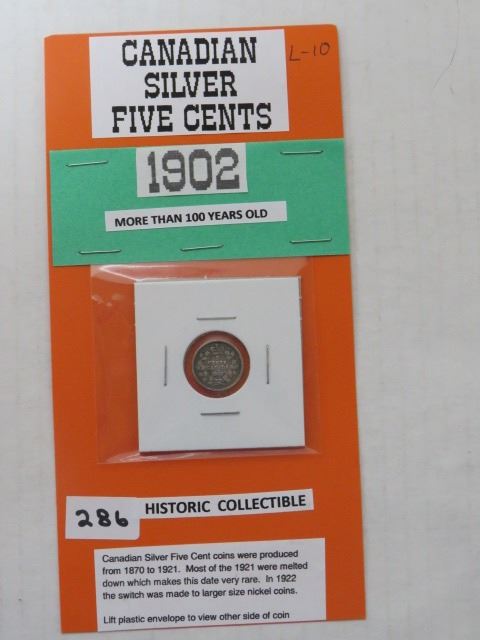 CANADIAN
SILVER
FIVE CENTS
L-10
1902
MORE THAN 100 YEARS OLD
286
HISTORIC COLLECTIBLE
Canadian Silver Five Cent coins were produced
from 1870 to 1921. Most of the 1921 were melted
down which makes this date very rare. In 1922
the switch was made to larger size nickel coins.
Lift plastic envelope to view other side of coin